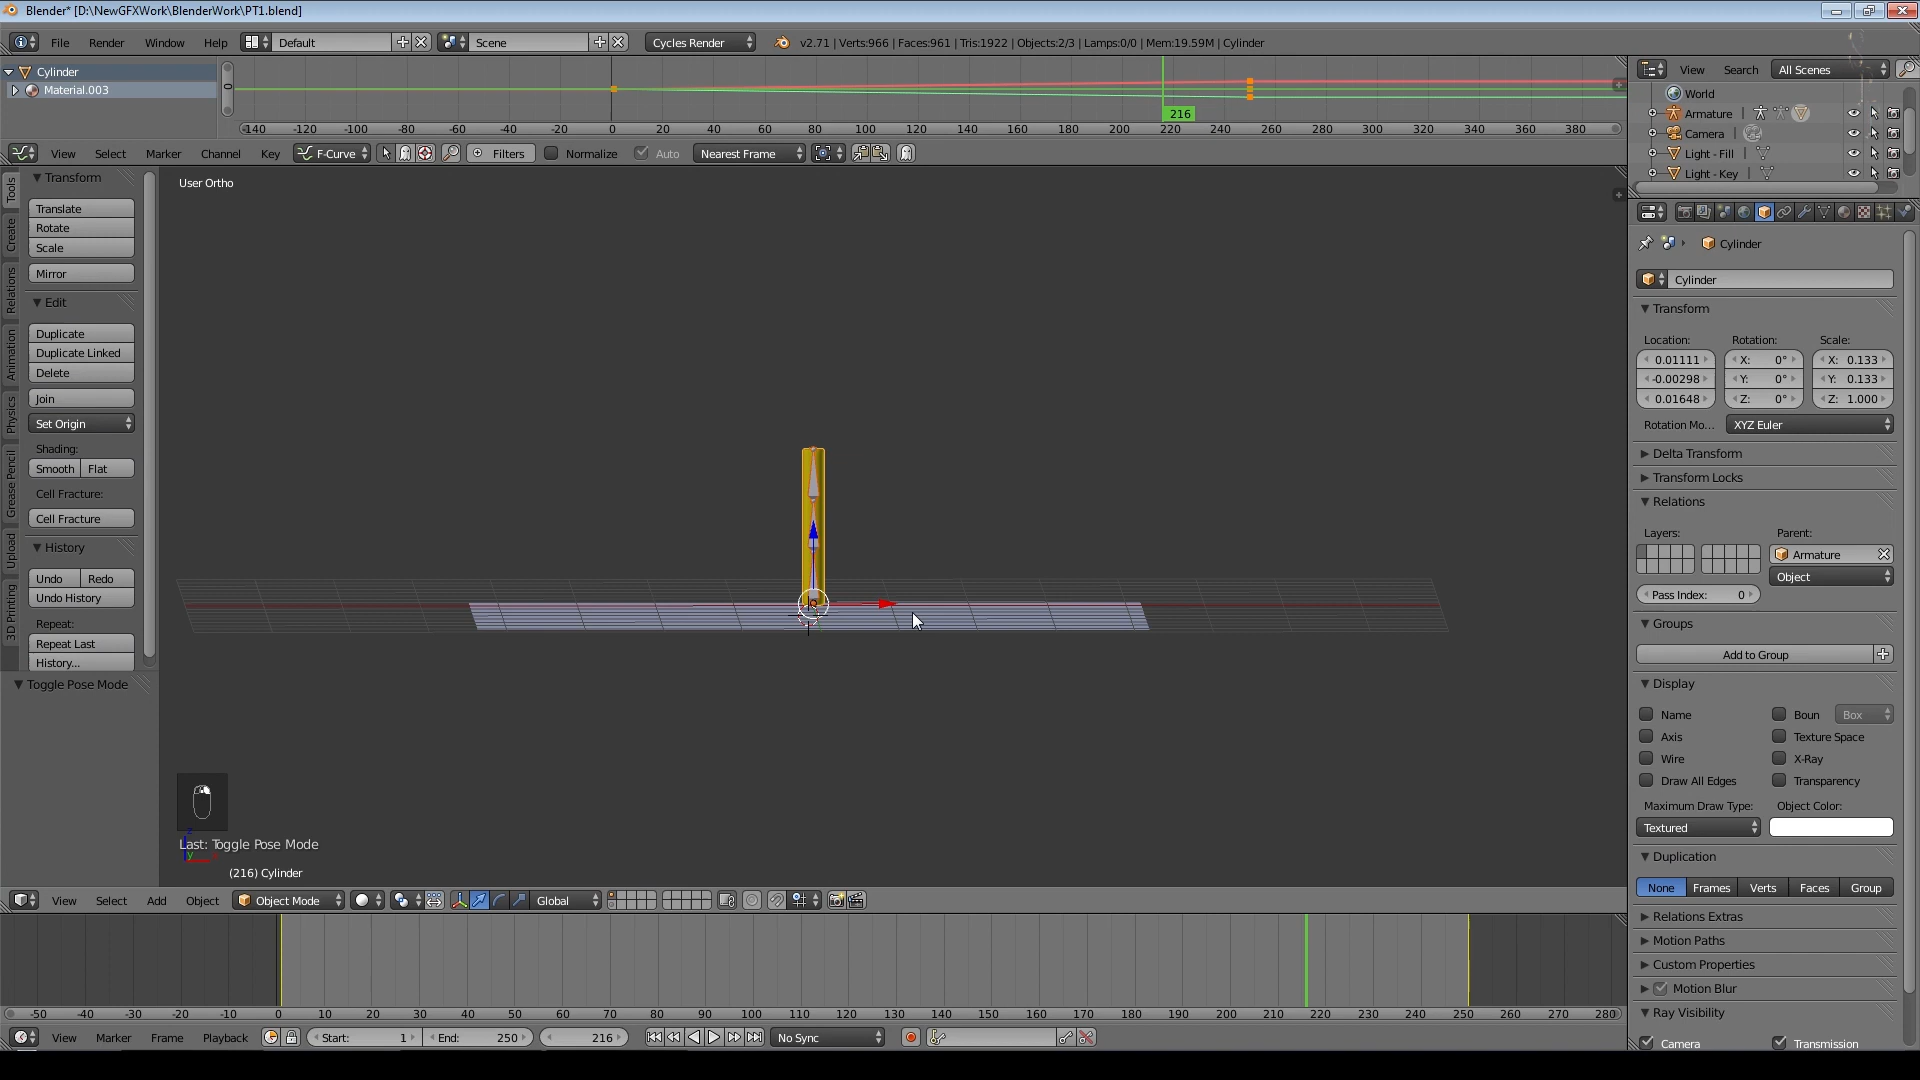 Blender* [D:\NewGFXWork\BlenderWork\PT1.blend]
File Render Window Help Default Scene Cycles Render v2.71 | Verts:966 | Faces:961 | Tris:1922 | Objects:2/3 | Lamps:0/0 | Mem:19.59M | Cylinder
Cylinder
Material.003
0
216
-140 -120 -100 -80 -60 -40 -20 0 20 40 60 80 100 120 140 160 180 200 220 240 260 280 300 320 340 360 380
View Select Marker Channel Key F-Curve Filters Normalize Auto Nearest Frame
View Search All Scenes
World
Armature
Camera
Light - Fill
Light - Key
Tools
Create
Relations
Animation
Physics
Grease Pencil
Upload
3D Printing
Transform
Translate
Rotate
Scale
Mirror
Edit
Duplicate
Duplicate Linked
Delete
Join
Set Origin
Shading:
Smooth Flat
Cell Fracture:
Cell Fracture
History
Undo Redo
Undo History
Repeat:
Repeat Last
History...
Toggle Pose Mode
User Ortho
Last: Toggle Pose Mode
(216) Cylinder
Cylinder
Cylinder
Transform
Location: Rotation: Scale:
0.01111 X: 0° X: 0.133
-0.00298 Y: 0° Y: 0.133
0.01648 Z: 0° Z: 1.000
Rotation Mo... XYZ Euler
Delta Transform
Transform Locks
Relations
Layers: Parent:
Armature
Object
Pass Index: 0
Groups
Add to Group
Display
Name Boun Box
Axis Texture Space
Wire X-Ray
Draw All Edges Transparency
Maximum Draw Type: Object Color:
Textured
Duplication
None Frames Verts Faces Group
Relations Extras
Motion Paths
Custom Properties
Motion Blur
Ray Visibility
Camera Transmission
View Select Add Object Object Mode Global
-50 -40 -30 -20 -10 0 10 20 30 40 50 60 70 80 90 100 110 120 130 140 150 160 170 180 190 200 210 220 230 240 250 260 270 280
View Marker Frame Playback Start: 1 End: 250 216 No Sync